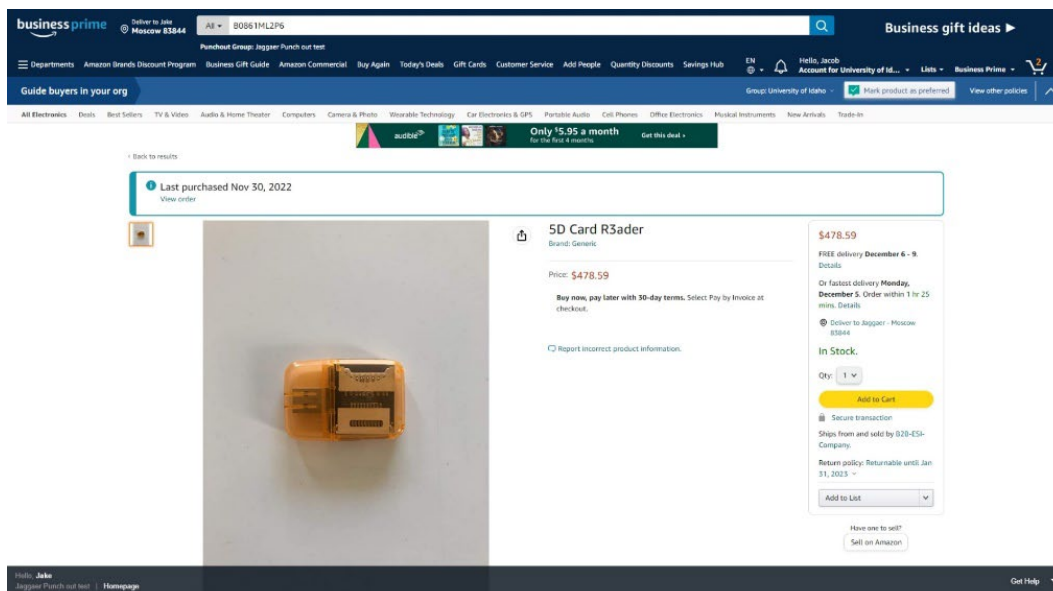 business prime
Deliver to Jake
Moscow 83844
All
B0861ML2P6
Business gift ideas
Punchout Group: Jaggaer Punch out test
Departments Amazon Brands Discount Program Business Gift Guide Amazon Commercial Buy Again Today's Deals Gift Cards Customer Service Add People Quantity Discounts Savings Hub
EN
Hello, Jacob
Account for University of Id...
Lists
Business Prime
2
Guide buyers in your org
Group: University of Idaho
Mark product as preferred
View other policies
All Electronics Deals Best Sellers TV & Video Audio & Home Theater Computers Camera & Photo Wearable Technology Car Electronics & GPS Portable Audio Cell Phones Office Electronics Musical Instruments New Arrivals Trade-In
audible
Only $5.95 a month
for the first 4 months
Get this deal
‹ Back to results
Last purchased Nov 30, 2022
View order
5D Card R3ader
Brand: Generic
Price: $478.59
Buy now, pay later with 30-day terms. Select Pay by Invoice at
checkout.
Report incorrect product information.
$478.59
FREE delivery December 6 - 9.
Details
Or fastest delivery Monday,
December 5. Order within 1 hr 25
mins. Details
Deliver to Jaggaer - Moscow
83844
In Stock.
Qty: 1
Add to Cart
Secure transaction
Ships from and sold by B2B-ESI-
Company.
Return policy: Returnable until Jan
31, 2023
Add to List
Have one to sell?
Sell on Amazon
Hello, Jake
Jaggaer Punch out test | Homepage
Get Help